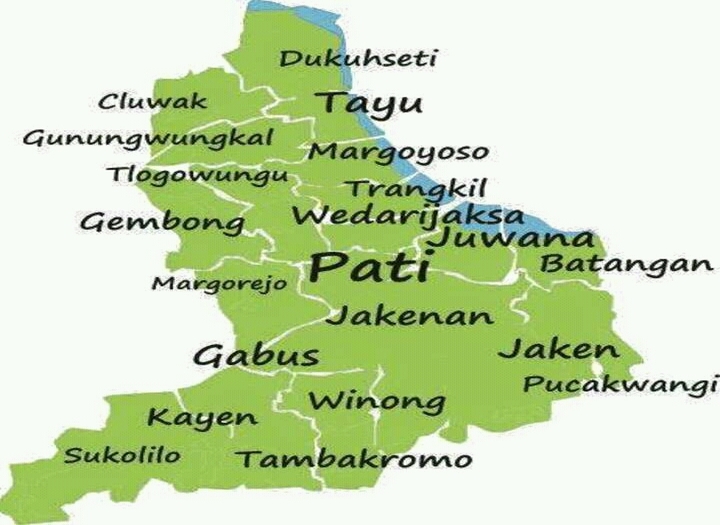 Dukuhseti
Cluwak
Tayu
Gunungwungkal
Margoyoso
Tlogowungu
Trangkil
Wedarijaksa
Gembong
Juwana
Pati
Batangan
Margorejo
Jakenan
Gabus
Jaken
Pucakwangi
Winong
Kayen
Sukolilo
Tambakromo